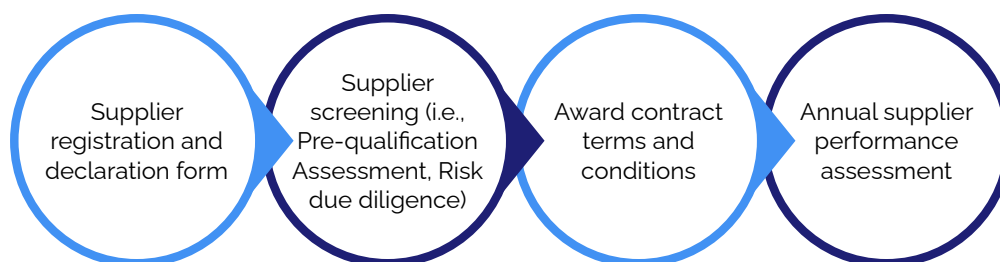 Supplier
registration and
declaration form
Supplier
screening (i.e.,
Pre-qualification
Assessment, Risk
due diligence)
Award contract
terms and
conditions
Annual supplier
performance
assessment